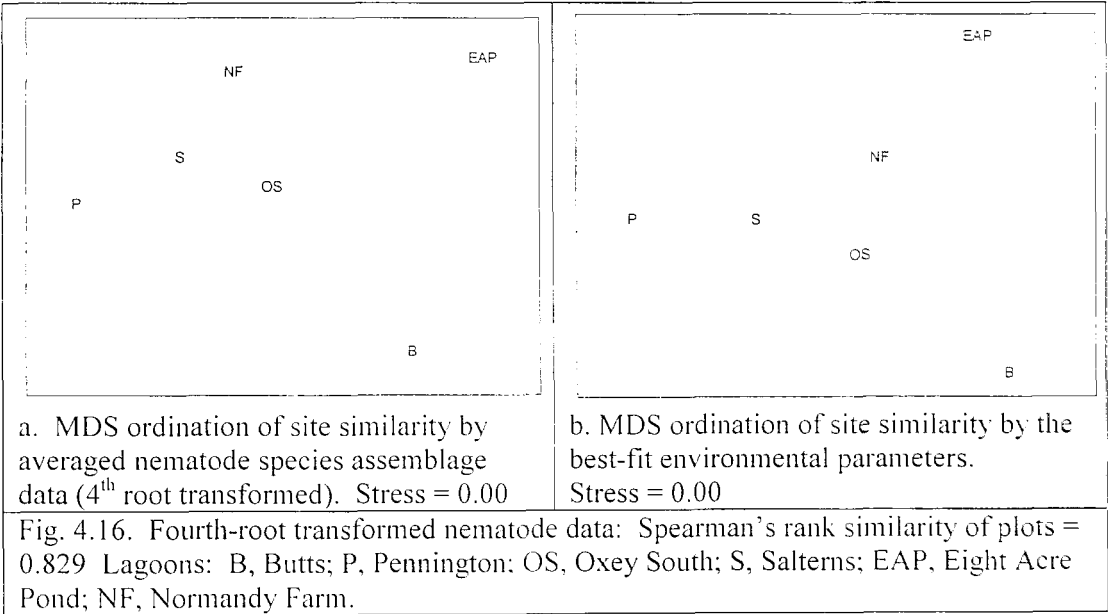 NF
EAP
S
OS
P
B
EAP
NF
P
S
OS
B
a. MDS ordination of site similarity by
averaged nematode species assemblage
data (4th root transformed). Stress = 0.00
b. MDS ordination of site similarity by the
best-fit environmental parameters.
Stress = 0.00
Fig. 4.16. Fourth-root transformed nematode data: Spearman's rank similarity of plots =
0.829 Lagoons: B, Butts; P, Pennington; OS, Oxey South; S, Salterns; EAP, Eight Acre
Pond; NF, Normandy Farm.